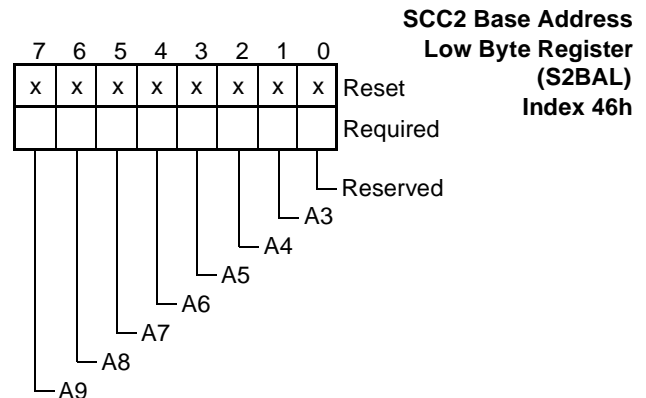 SCC2 Base Address
Low Byte Register
(S2BAL)
Index 46h
7 6 5 4 3 2 1 0
x x x x x x x x Reset
Required
Reserved
A3
A4
A5
A6
A7
A8
A9